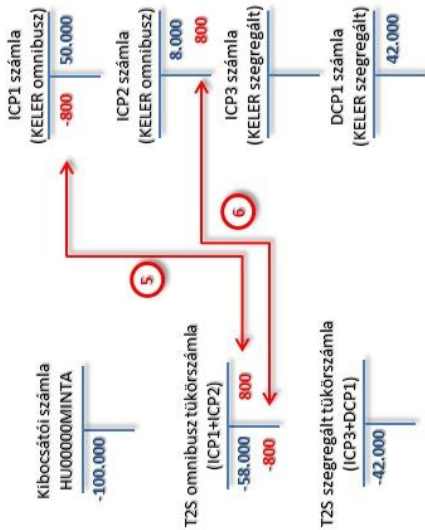 Kibocsátói számla
HU00000MINTA
-100.000
T2S omnibusz tükörszámla
(ICP1+ICP2)
-58.000 800
-800
T2S szegregált tükörszámla
(ICP3+DCP1)
-42.000
5
6
ICP1 számla
(KELER omnibusz)
-800 50.000
ICP2 számla
(KELER omnibusz)
8.000
800
ICP3 számla
(KELER szegregált)
DCP1 számla
(KELER szegregált)
42.000